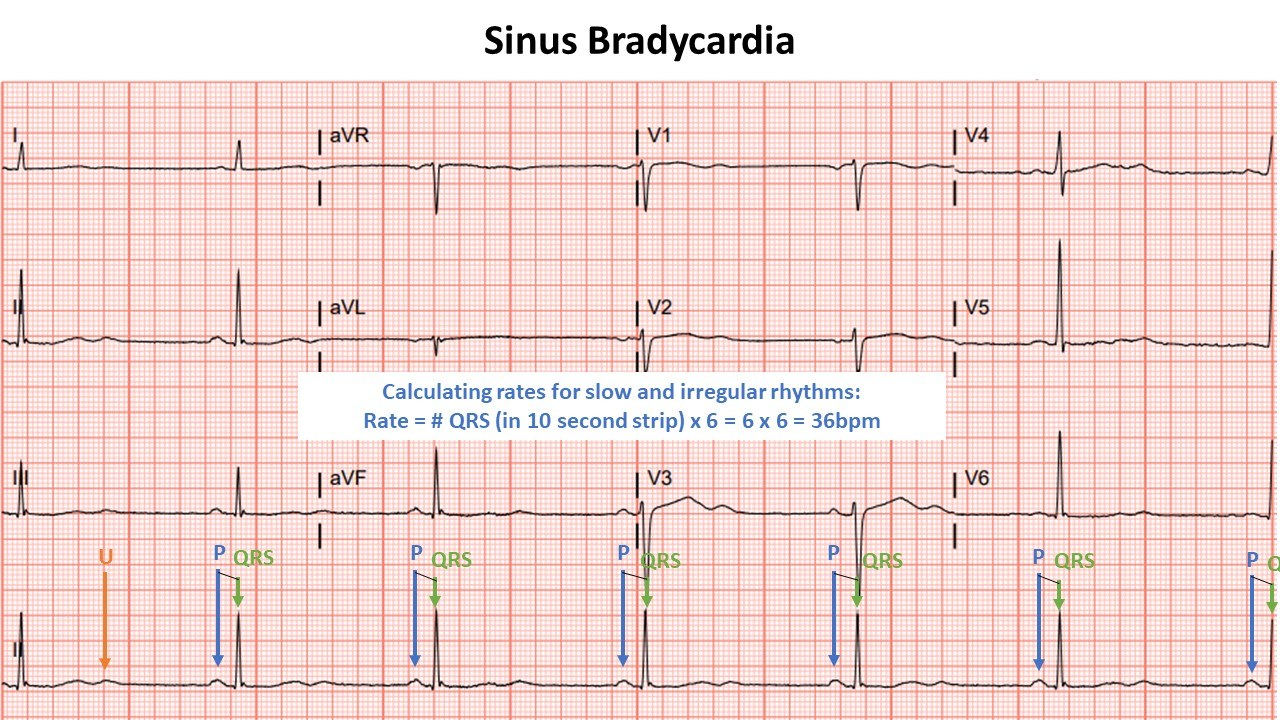 Sinus Bradycardia
I aVR V1 V4
II aVL V2 V5
Calculating rates for slow and irregular rhythms:
Rate = # QRS (in 10 second strip) x 6 = 6 x 6 = 36bpm
III aVF V3 V6
U P QRS P QRS P QRS P QRS P QRS P Q
II